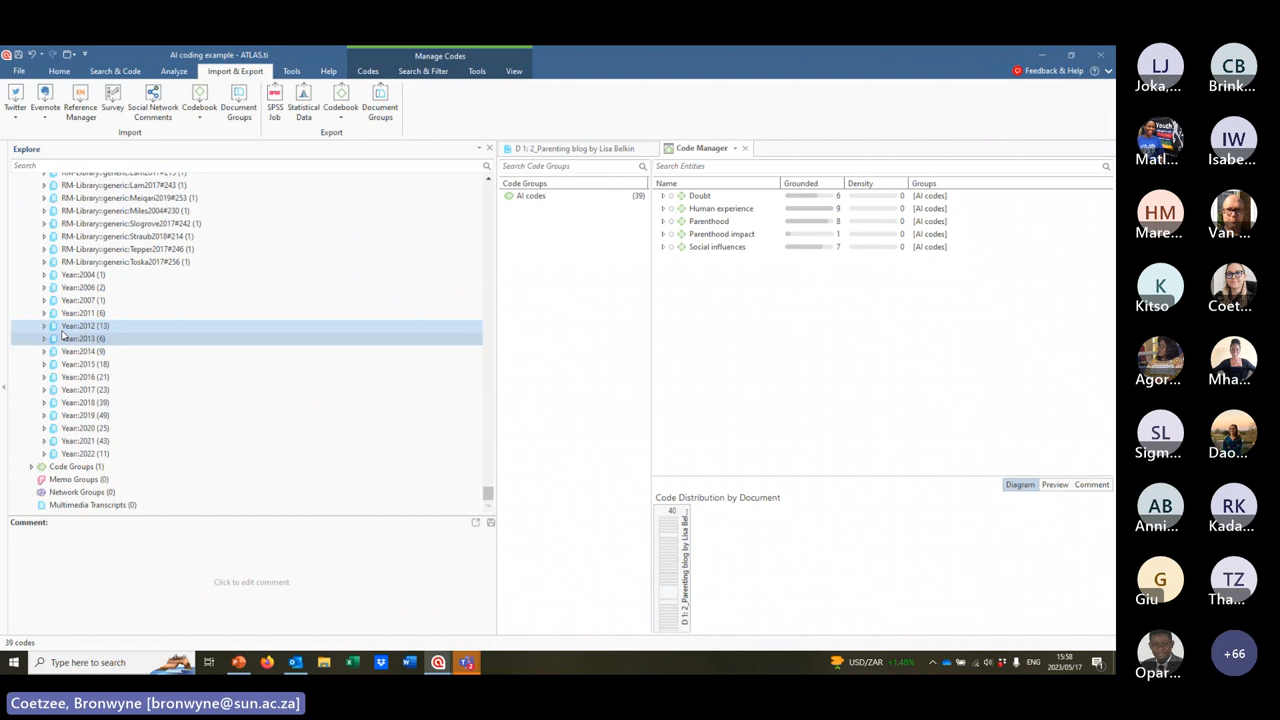 AI coding example - ATLAS.ti
Manage Codes
File
Home
Search & Code
Analyze
Import & Export
Tools
Help
Codes
Search & Filter
Tools
View
Feedback & Help
Twitter
Evernote
Reference Manager
Survey
Social Network Comments
Codebook
Document Groups
SPSS Job
Statistical Data
Codebook
Document Groups
Import
Export
Explore
D 1: 2_Parenting blog by Lisa Belkin
Code Manager
Search
Search Code Groups
Search Entities
Code Groups
Name
Grounded
Density
Groups
AI codes
(39)
Doubt 6 0 [AI codes]
Human experience 9 0 [AI codes]
Parenthood 8 0 [AI codes]
Parenthood impact 1 0 [AI codes]
Social influences 7 0 [AI codes]
RM-Library::generic:Lam2017#243 (1)
RM-Library::generic:Meiqari2019#253 (1)
RM-Library::generic:Miles2004#230 (1)
RM-Library::generic:Slogrove2017#242 (1)
RM-Library::generic:Straub2018#214 (1)
RM-Library::generic:Tepper2017#246 (1)
RM-Library::generic:Toska2017#256 (1)
Year::2004 (1)
Year::2006 (2)
Year::2007 (1)
Year::2011 (6)
Year::2012 (13)
Year::2013 (6)
Year::2014 (9)
Year::2015 (18)
Year::2016 (21)
Year::2017 (23)
Year::2018 (39)
Year::2019 (49)
Year::2020 (25)
Year::2021 (43)
Year::2022 (11)
Code Groups (1)
Memo Groups (0)
Network Groups (0)
Multimedia Transcripts (0)
Comment:
Click to edit comment
Diagram
Preview
Comment
Code Distribution by Document
40
D 1: 2_Parenting blog by Lisa Bel...
39 codes
Type here to search
USD/ZAR +1.48%
ENG
15:58
2023/05/17
LJ
Joka,...
CB
Brink...
Matl...
IW
Isabe...
HM
Mare...
Van ...
K
Kitso
Coet...
Agor...
Mha...
SL
Sigm...
Dao...
AB
Anni...
RK
Kada...
G
Giu
TZ
Tha...
Opar...
+66
Coetzee, Bronwyne [bronwyne@sun.ac.za]